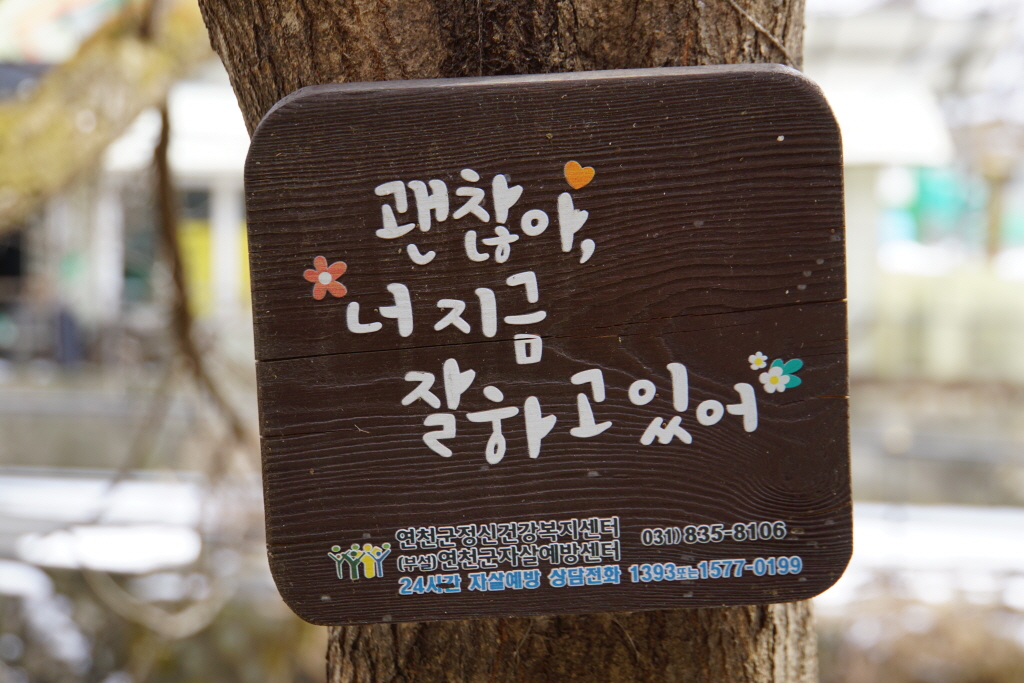 괜찮아,
너 지금
잘하고 있어
연천군정신건강복지센터 031)835-8106
(부설)연천군자살예방센터
24시간 자살예방 상담전화 1393또는1577-0199